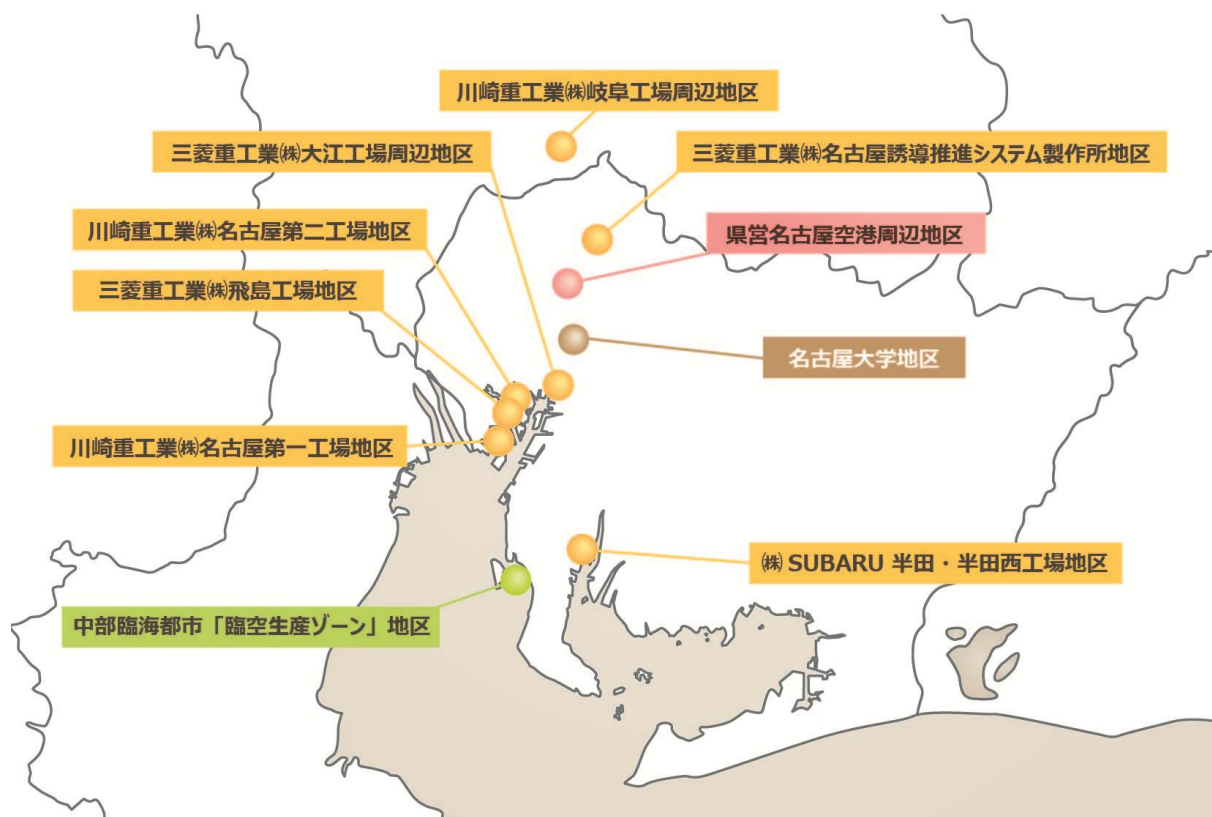 川崎重工業㈱岐阜工場周辺地区
三菱重工業㈱大江工場周辺地区
三菱重工業㈱名古屋誘導推進システム製作所地区
川崎重工業㈱名古屋第二工場地区
県営名古屋空港周辺地区
三菱重工業㈱飛島工場地区
名古屋大学地区
川崎重工業㈱名古屋第一工場地区
㈱ SUBARU 半田・半田西工場地区
中部臨海都市「臨空生産ゾーン」地区